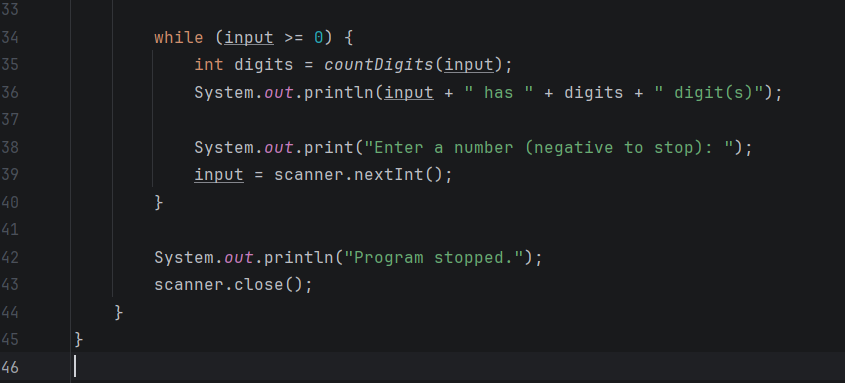 33
34 while (input >= 0) {
35 int digits = countDigits(input);
36 System.out.println(input + " has " + digits + " digit(s)");
37
38 System.out.print("Enter a number (negative to stop): ");
39 input = scanner.nextInt();
40 }
41
42 System.out.println("Program stopped.");
43 scanner.close();
44 }
45 }
46